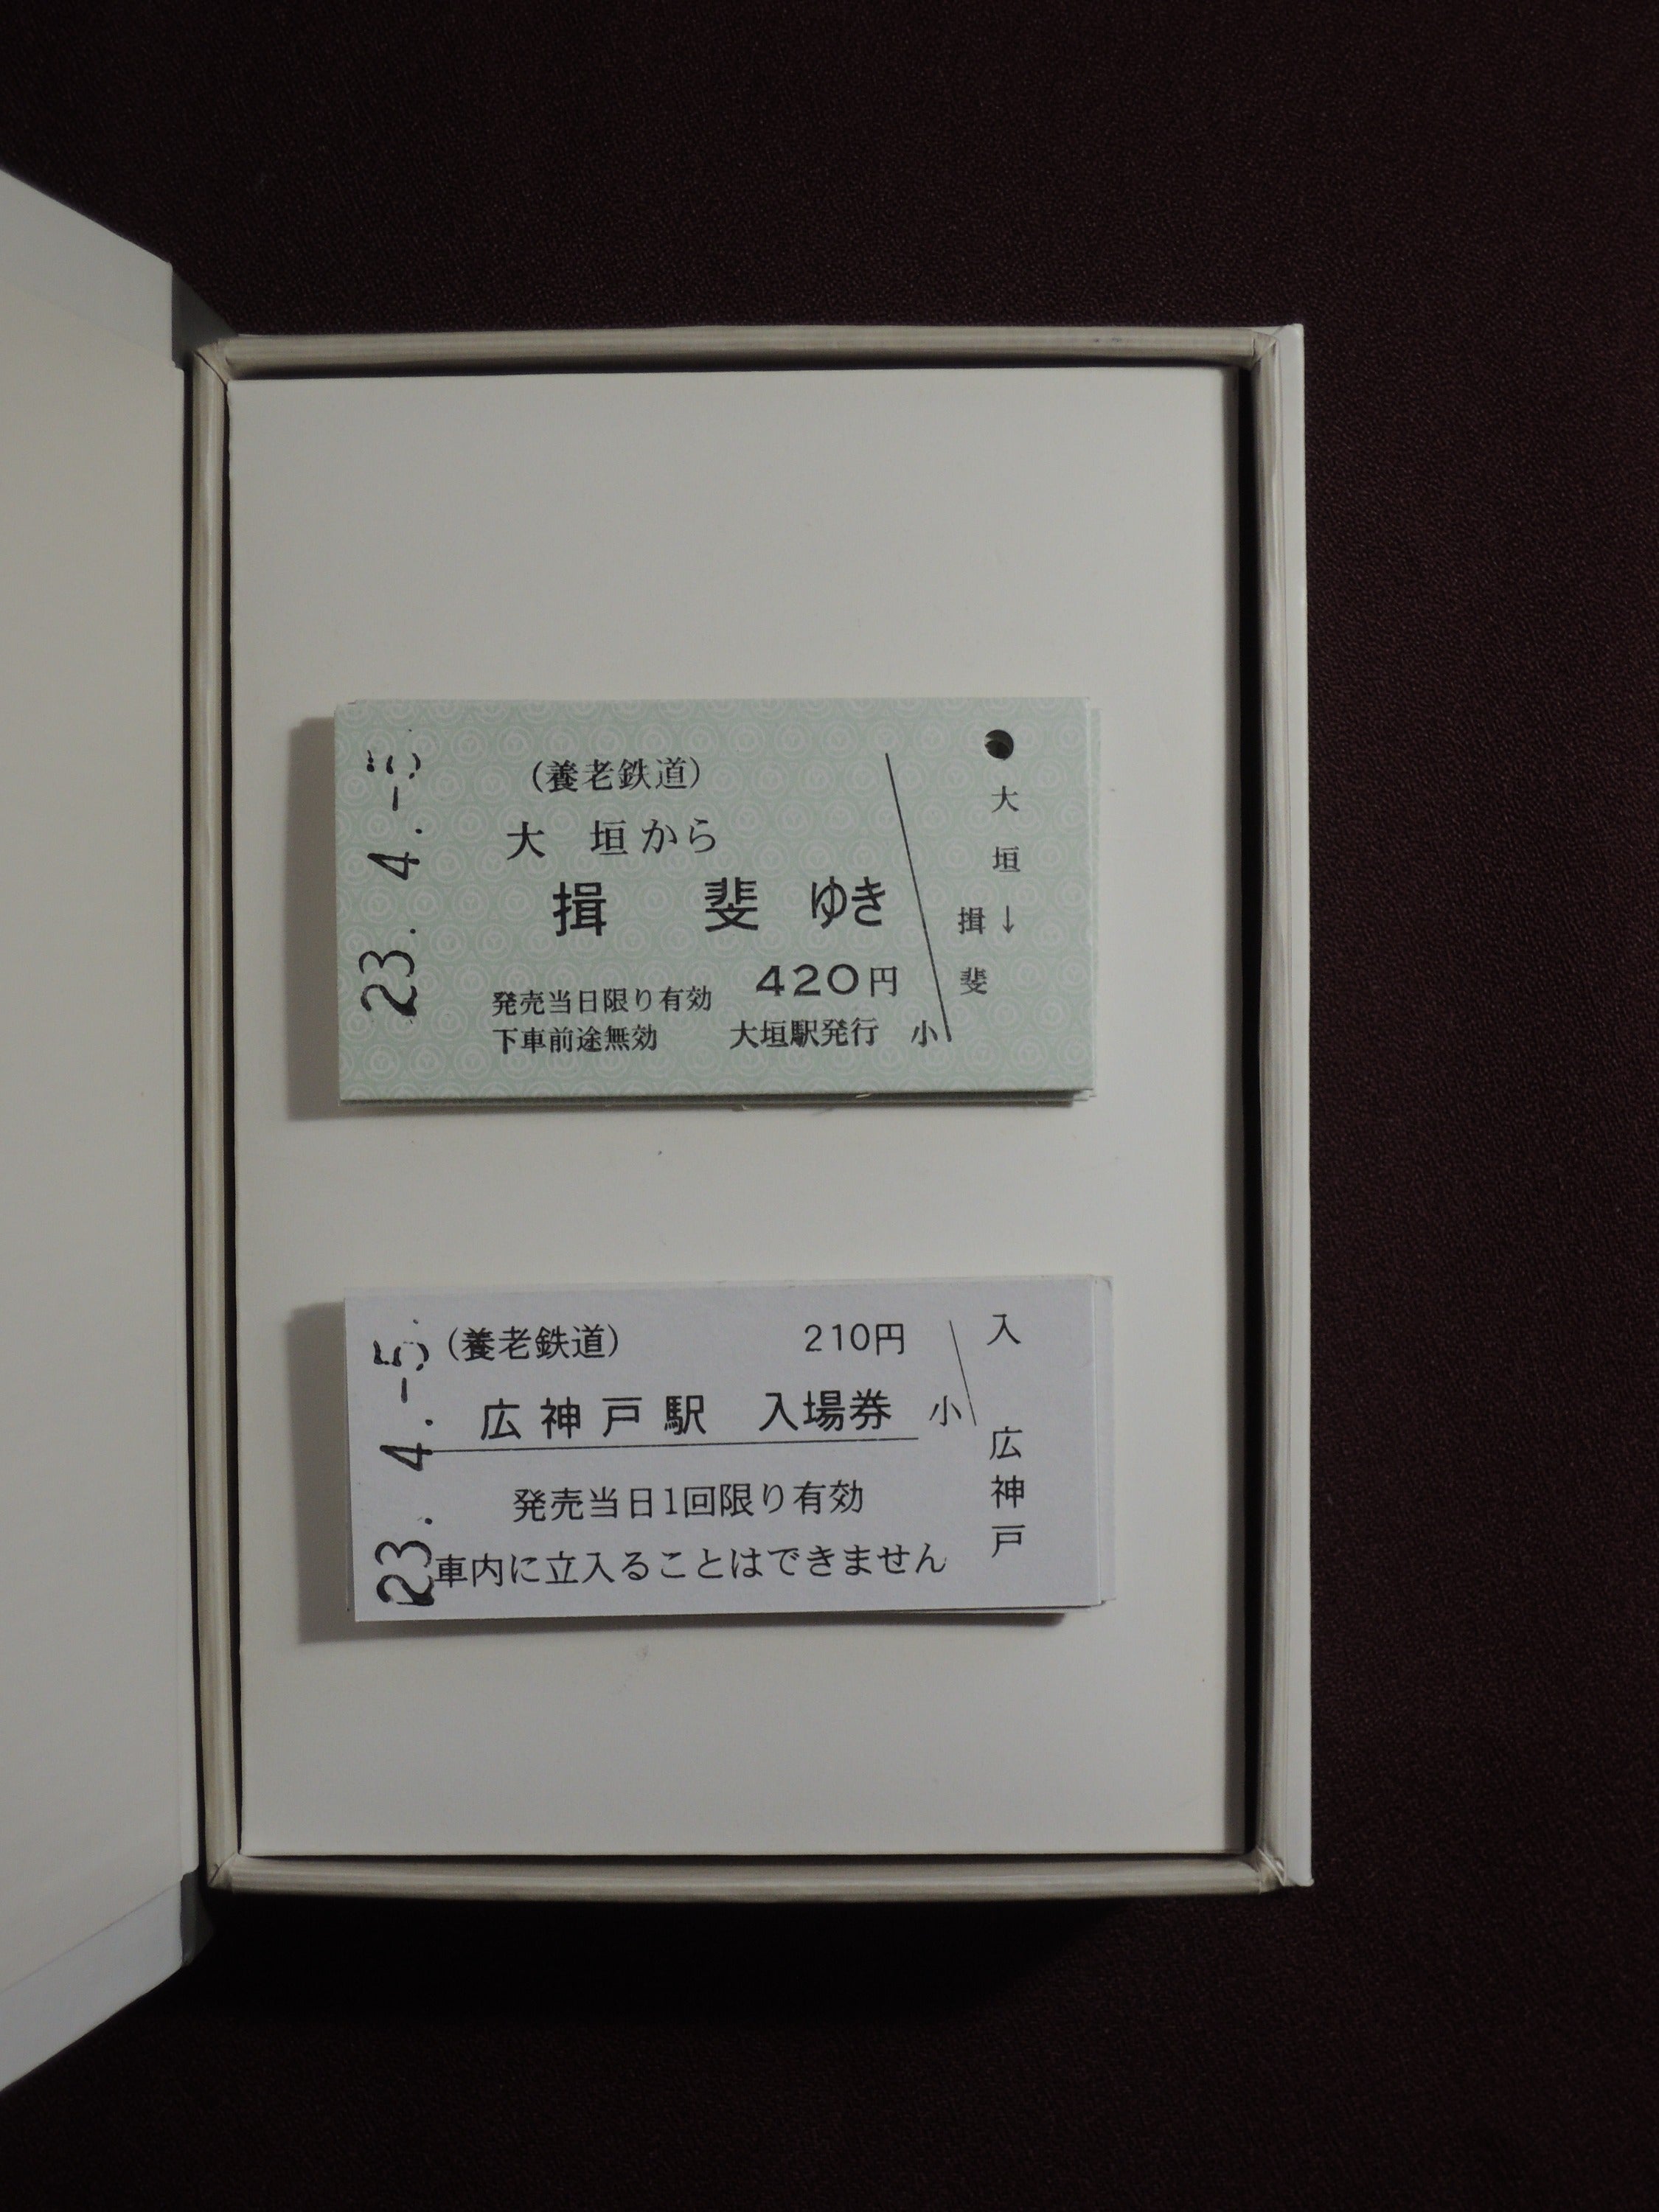 23. 4. -5
(養老鉄道)
大 垣から
揖 斐 ゆき
420円
発売当日限り有効
下車前途無効 大垣駅発行 小
大垣→
揖斐
23. 4. -5.
(養老鉄道) 210円
広神戸駅 入場券 小
発売当日1回限り有効
車内に立入ることはできません
入 広神戸